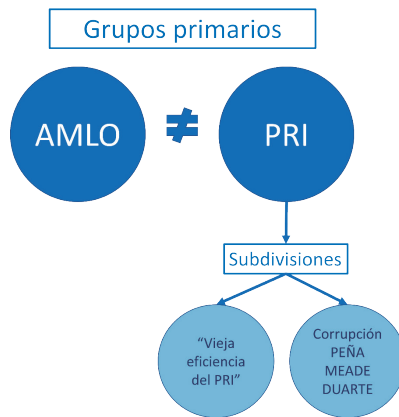 Grupos primarios
AMLO
≠
PRI
Subdivisiones
“Vieja
eficiencia
del PRI”
Corrupción
PEÑA
MEADE
DUARTE